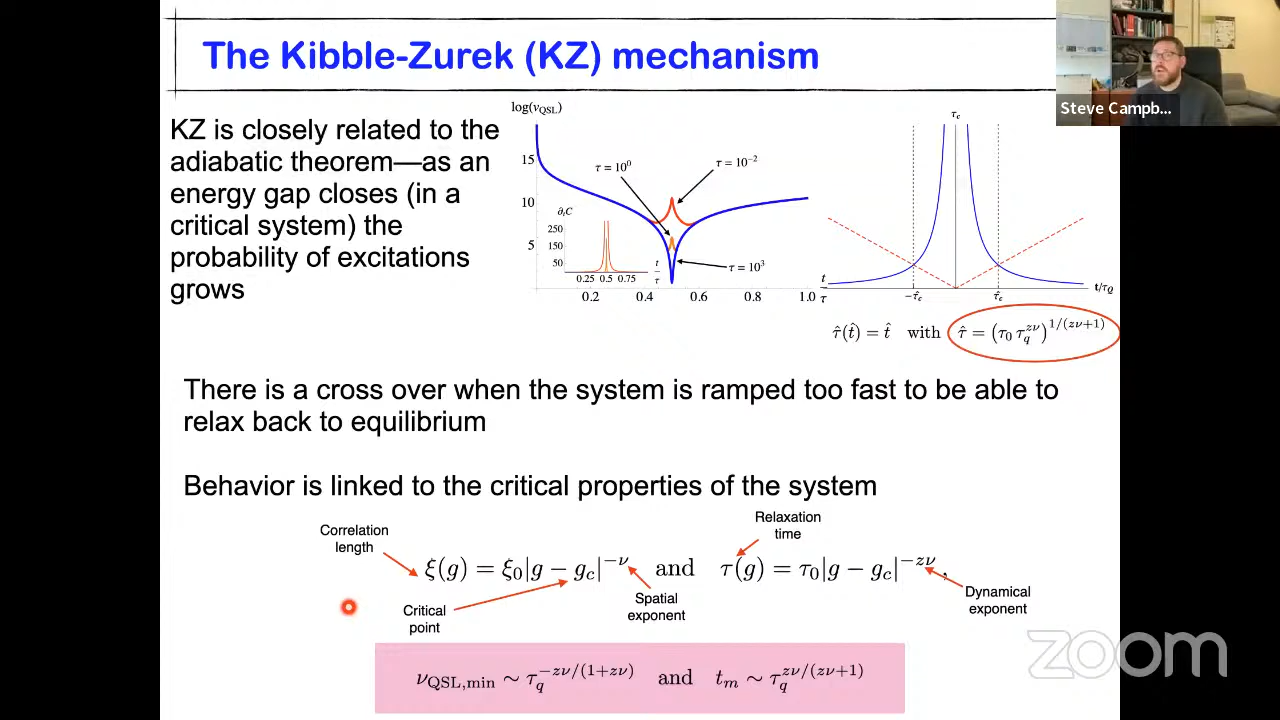 The Kibble-Zurek (KZ) mechanism
Steve Campb...
KZ is closely related to the
adiabatic theorem—as an
energy gap closes (in a
critical system) the
probability of excitations
grows
log(v_QSL)
15
10
5
τ = 10^0
τ = 10^{-2}
τ = 10^3
∂_t C
250
150
50
0.25 0.5 0.75
t/τ
0.2 0.4 0.6 0.8 1.0
t/τ
τ_c
-τ̂_c τ̂_c
t/τ_Q
τ̂(t̂) = t̂ with τ̂ = (τ_0 τ_q^{zν})^{1/(zν+1)}
There is a cross over when the system is ramped too fast to be able to
relax back to equilibrium
Behavior is linked to the critical properties of the system
Correlation
length
Relaxation
time
ξ(g) = ξ_0|g − g_c|^{−ν} and τ(g) = τ_0|g − g_c|^{−zν},
Critical
point
Spatial
exponent
Dynamical
exponent
ν_{QSL,min} ∼ τ_q^{−zν/(1+zν)} and t_m ∼ τ_q^{zν/(zν+1)}
zoom